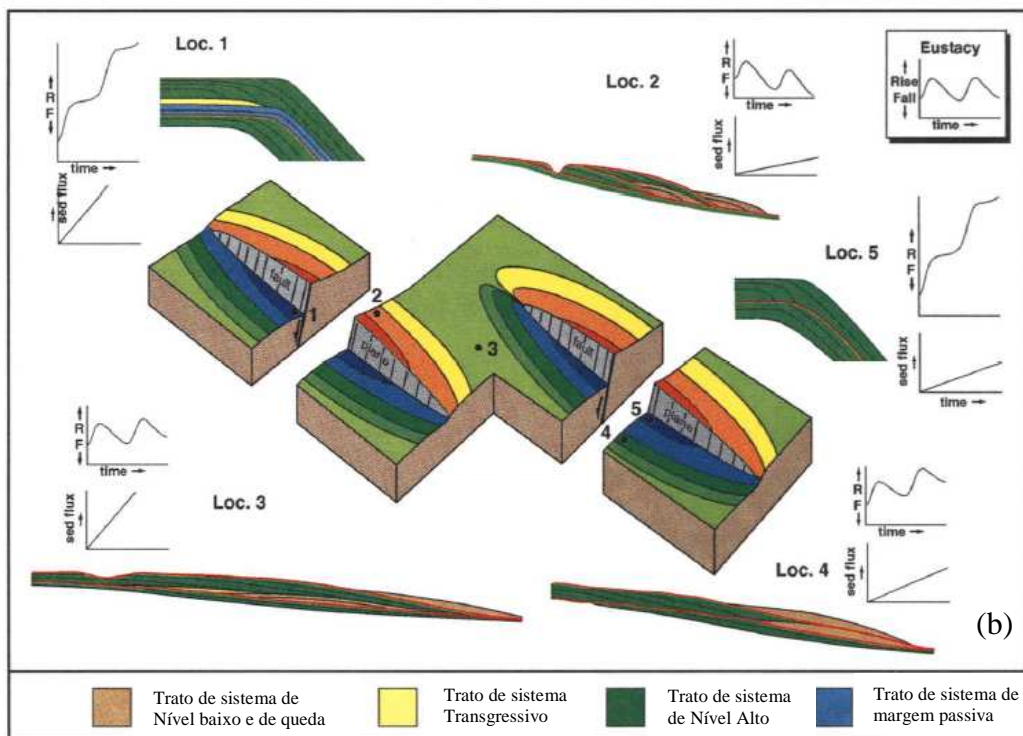 Loc. 1
R
F
time
sed flux
Loc. 2
R
F
time
sed flux
Eustacy
Rise
Fall
time
Loc. 5
R
F
sed flux
fault
1
2
plane
3
fault
5
4
plane
R
F
time
sed flux
Loc. 3
R
F
time
sed flux
Loc. 4
(b)
Trato de sistema de
Nível baixo e de queda
Trato de sistema
Transgressivo
Trato de sistema
de Nível Alto
Trato de sistema de
margem passiva